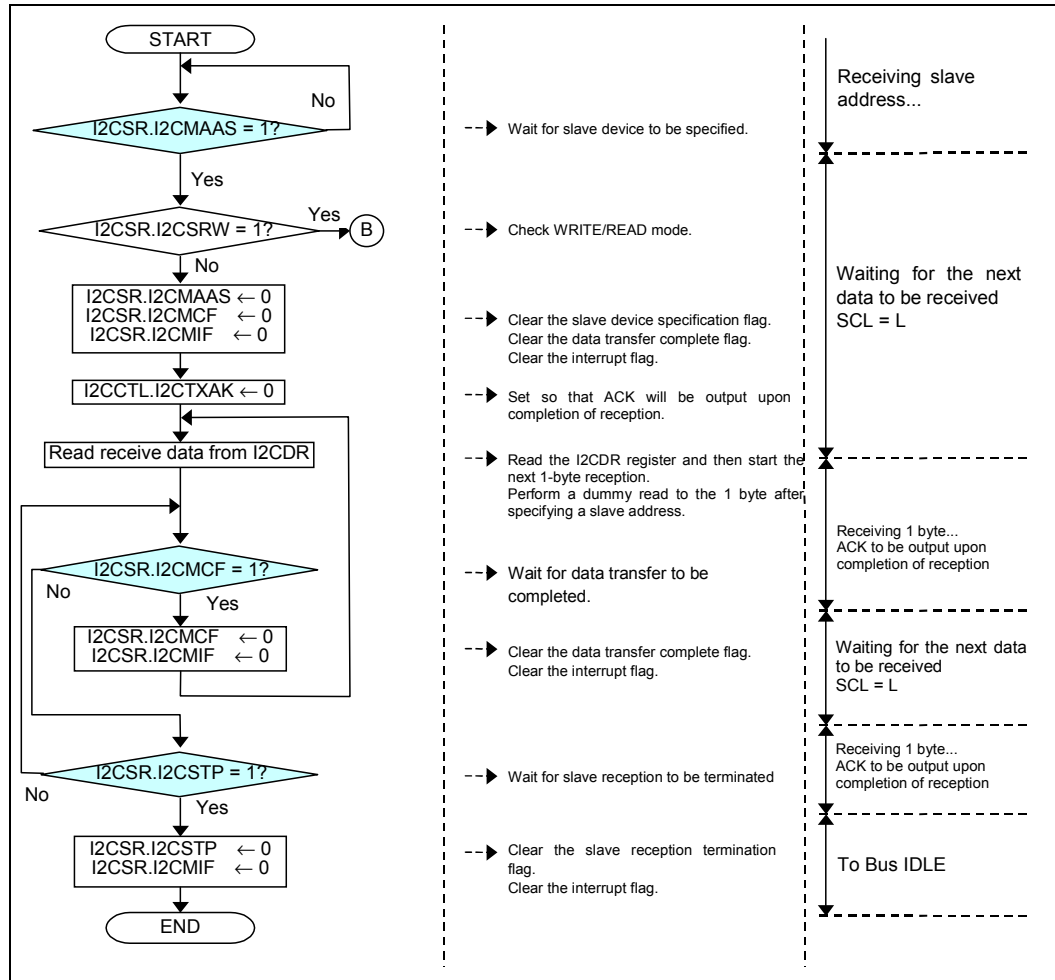 START
No
I2CSR.I2CMAAS = 1?
Yes
I2CSR.I2CSRW = 1?
Yes
B
No
I2CSR.I2CMAAS ← 0
I2CSR.I2CMCF ← 0
I2CSR.I2CMIF ← 0
I2CCTL.I2CTXAK ← 0
Read receive data from I2CDR
I2CSR.I2CMCF = 1?
No
Yes
I2CSR.I2CMCF ← 0
I2CSR.I2CMIF ← 0
I2CSR.I2CSTP = 1?
No
Yes
I2CSR.I2CSTP ← 0
I2CSR.I2CMIF ← 0
END
Wait for slave device to be specified.
Check WRITE/READ mode.
Clear the slave device specification flag.
Clear the data transfer complete flag.
Clear the interrupt flag.
Set so that ACK will be output upon
completion of reception.
Read the I2CDR register and then start the
next 1-byte reception.
Perform a dummy read to the 1 byte after
specifying a slave address.
Wait for data transfer to be
completed.
Clear the data transfer complete flag.
Clear the interrupt flag.
Wait for slave reception to be terminated
Clear the slave reception termination
flag.
Clear the interrupt flag.
Receiving slave
address...
Waiting for the next
data to be received
SCL = L
Receiving 1 byte...
ACK to be output upon
completion of reception
Waiting for the next data
to be received
SCL = L
Receiving 1 byte...
ACK to be output upon
completion of reception
To Bus IDLE